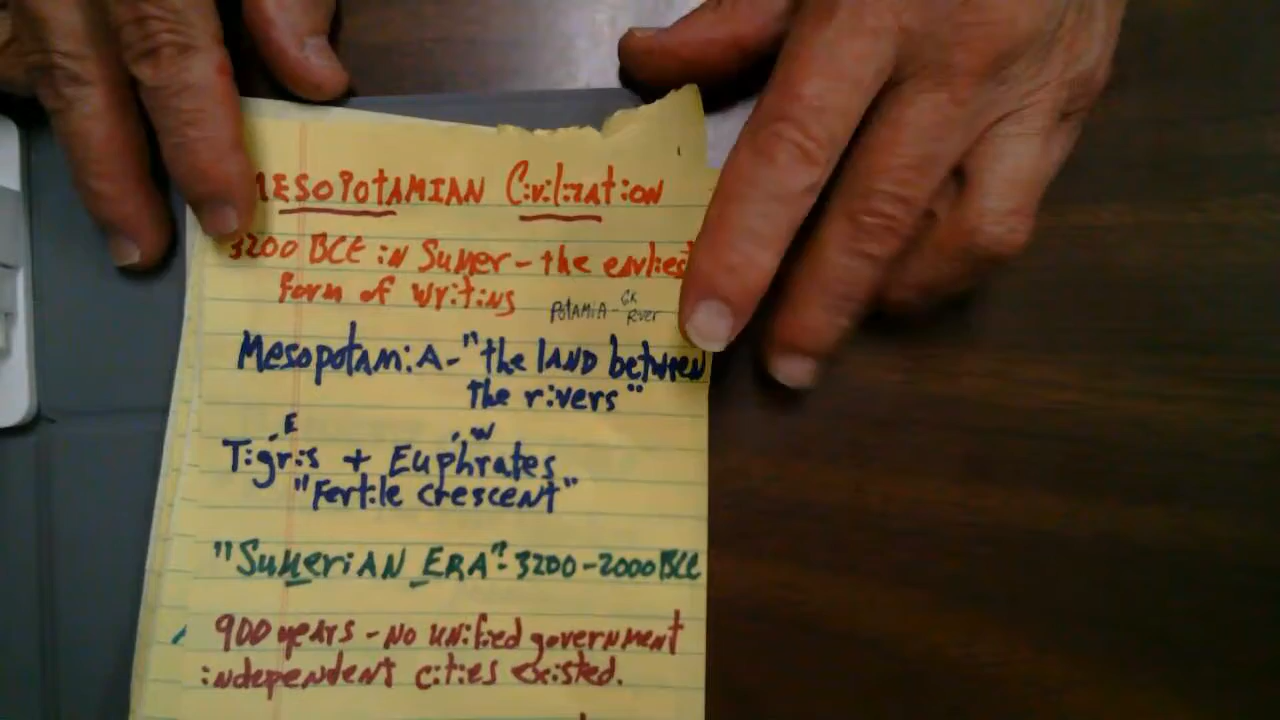 MESOPOTAMIAN Civilization
3200 BCE in Sumer - the earliest
form of writing
POTAMIA - GK River
Mesopotamia - "the LAND between
the rivers"
E W
Tigris + Euphrates
"Fertile crescent"
"Sumerian ERA": 3200-2000 BCE
900 years - no unified government
independent cities existed.